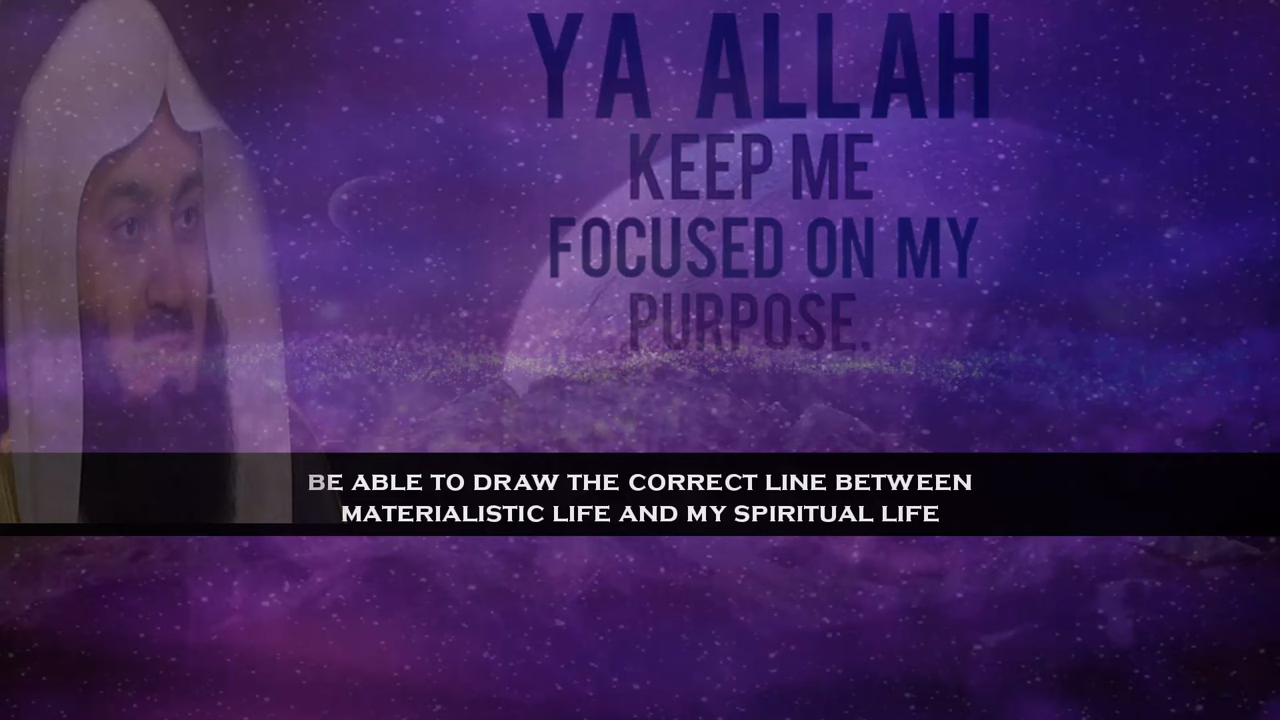 YA ALLAH
KEEP ME
FOCUSED ON MY
PURPOSE.
BE ABLE TO DRAW THE CORRECT LINE BETWEEN
MATERIALISTIC LIFE AND MY SPIRITUAL LIFE